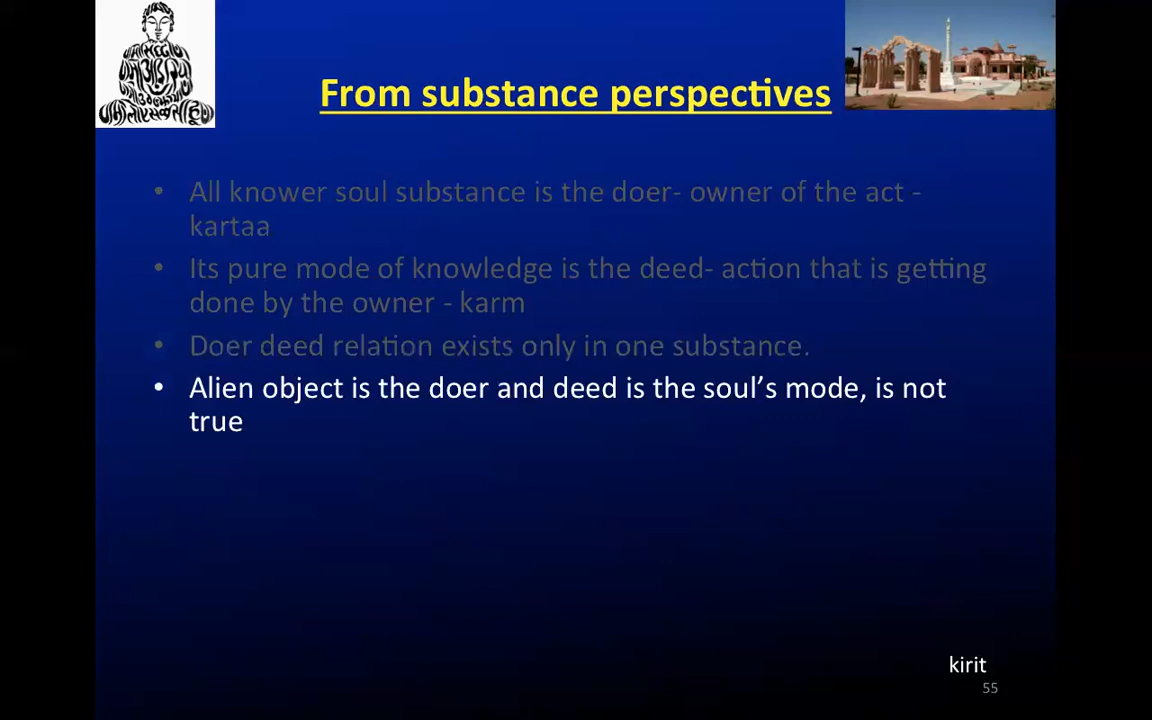 From substance perspectives
• All knower soul substance is the doer- owner of the act -
kartaa
• Its pure mode of knowledge is the deed- action that is getting
done by the owner - karm
• Doer deed relation exists only in one substance.
• Alien object is the doer and deed is the soul’s mode, is not
true
kirit
55